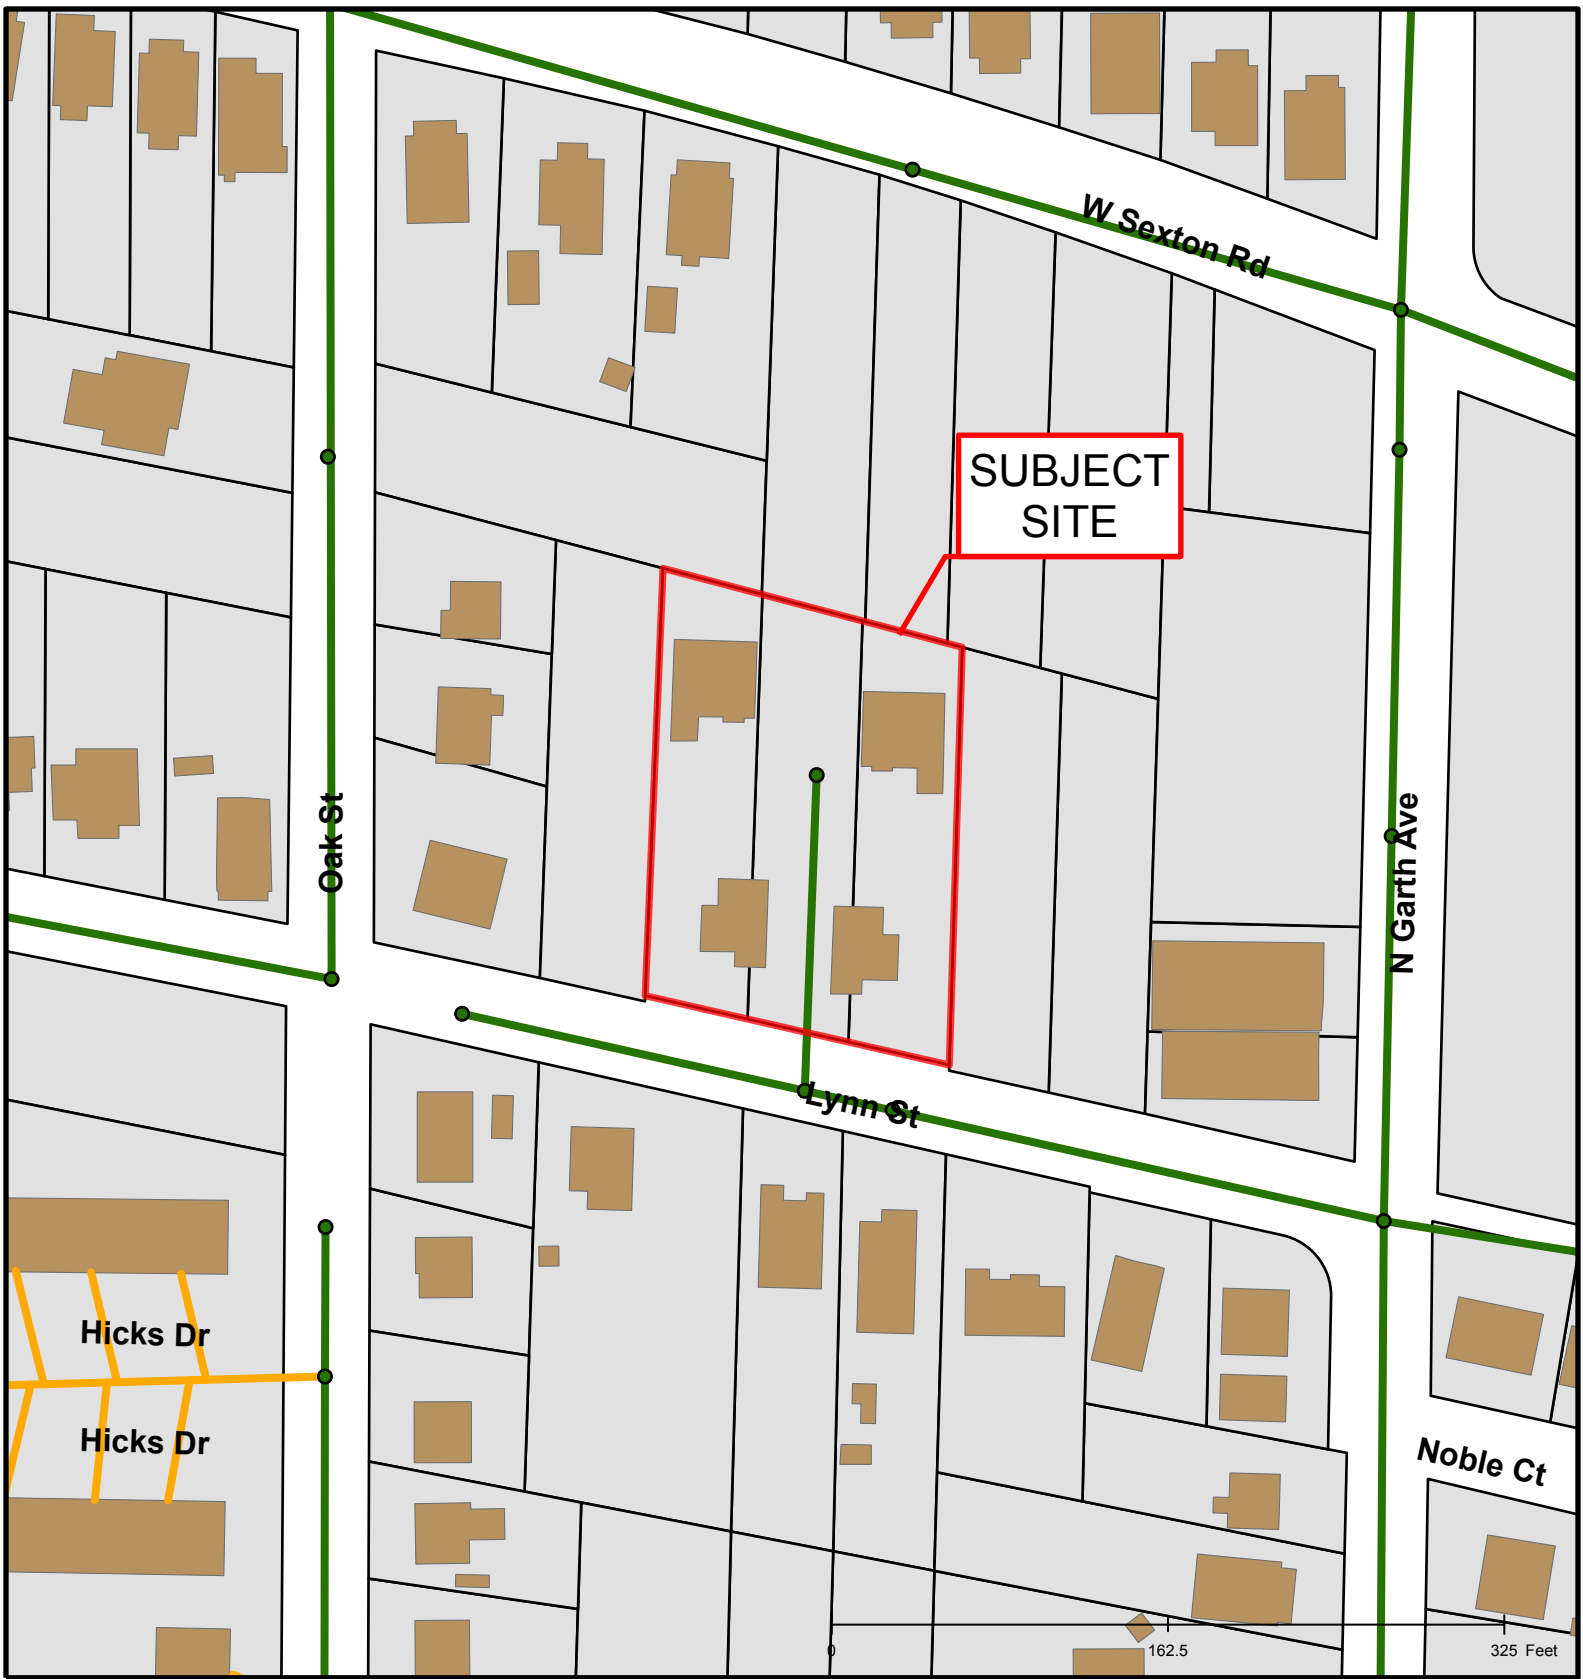 W Sexton Rd
SUBJECT
SITE
Oak St
N Garth Ave
Lynn St
Hicks Dr
Hicks Dr
Noble Ct
0 162.5 325 Feet